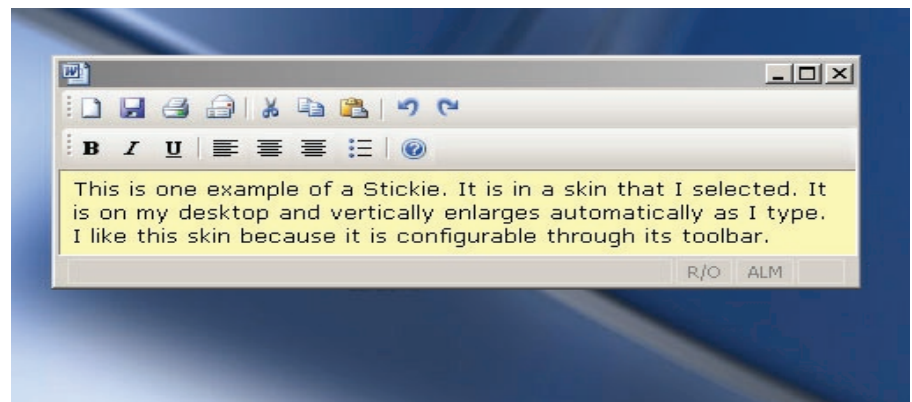 B I U
This is one example of a Stickie. It is in a skin that I selected. It
is on my desktop and vertically enlarges automatically as I type.
I like this skin because it is configurable through its toolbar.
R/O ALM